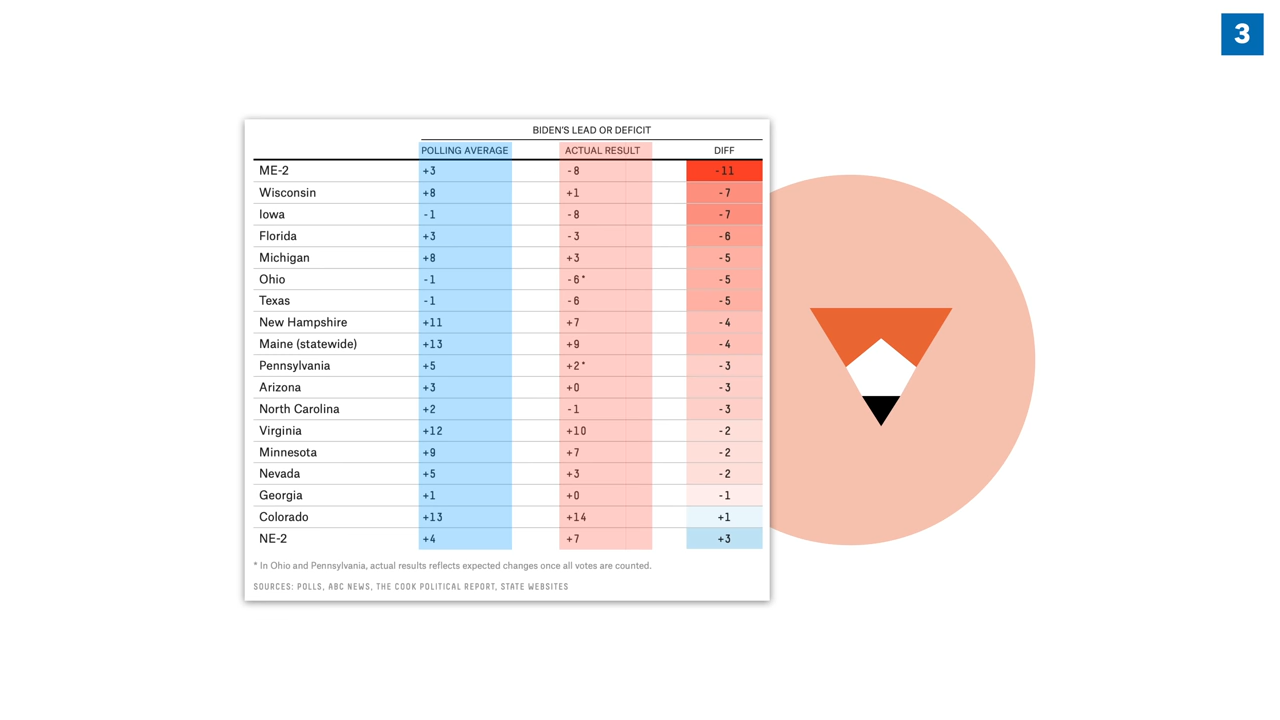 3
BIDEN'S LEAD OR DEFICIT
POLLING AVERAGE ACTUAL RESULT DIFF
ME-2 +3 -8 -11
Wisconsin +8 +1 -7
Iowa -1 -8 -7
Florida +3 -3 -6
Michigan +8 +3 -5
Ohio -1 -6* -5
Texas -1 -6 -5
New Hampshire +11 +7 -4
Maine (statewide) +13 +9 -4
Pennsylvania +5 +2* -3
Arizona +3 +0 -3
North Carolina +2 -1 -3
Virginia +12 +10 -2
Minnesota +9 +7 -2
Nevada +5 +3 -2
Georgia +1 +0 -1
Colorado +13 +14 +1
NE-2 +4 +7 +3
* In Ohio and Pennsylvania, actual results reflects expected changes once all votes are counted.
SOURCES: POLLS, ABC NEWS, THE COOK POLITICAL REPORT, STATE WEBSITES